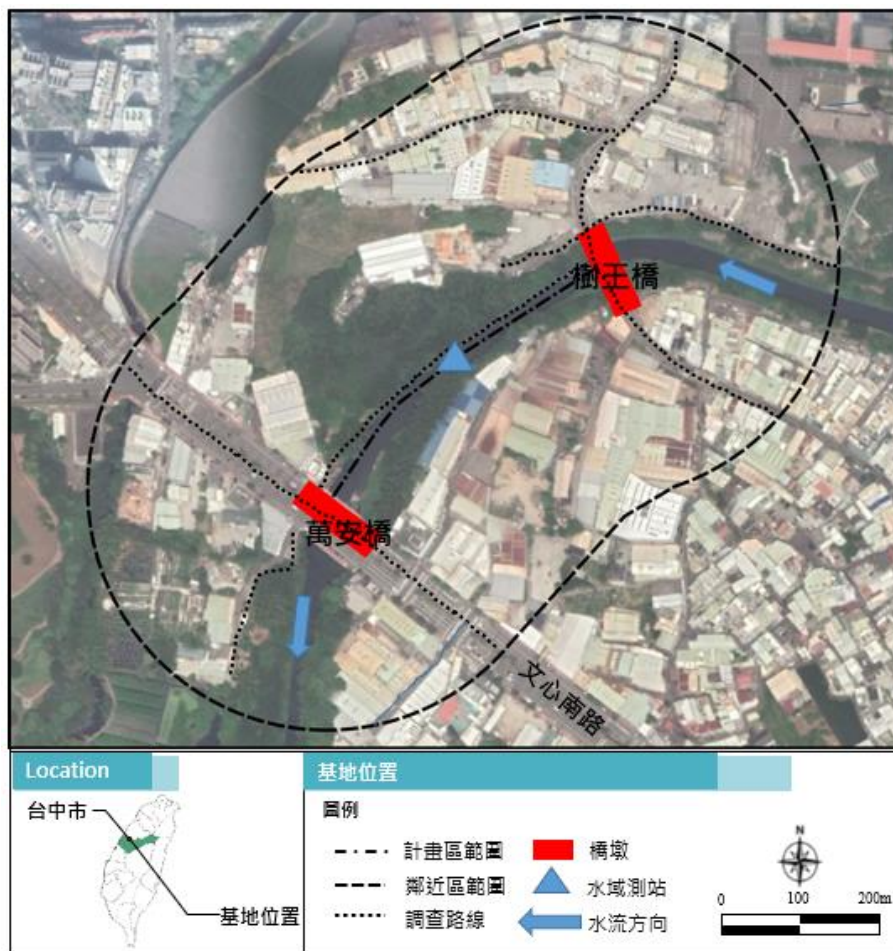 樹王橋
萬安橋
文心南路
Location
台中市
基地位置
基地位置
圖例
計畫區範圍
橋墩
鄰近區範圍
水域測站
調查路線
水流方向
N
0 100 200m